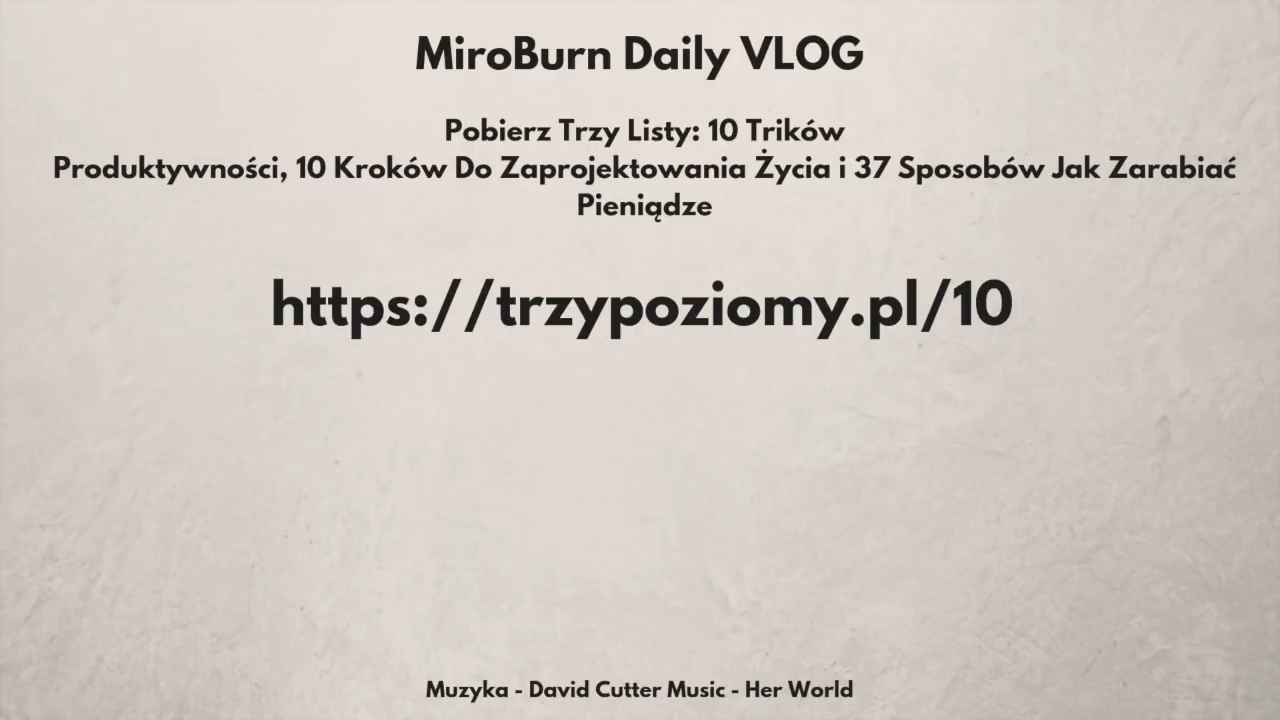 MiroBurn Daily VLOG
Pobierz Trzy Listy: 10 Trików
Produktywności, 10 Kroków Do Zaprojektowania Życia i 37 Sposobów Jak Zarabiać
Pieniądze
https://trzypoziomy.pl/10
Muzyka - David Cutter Music - Her World